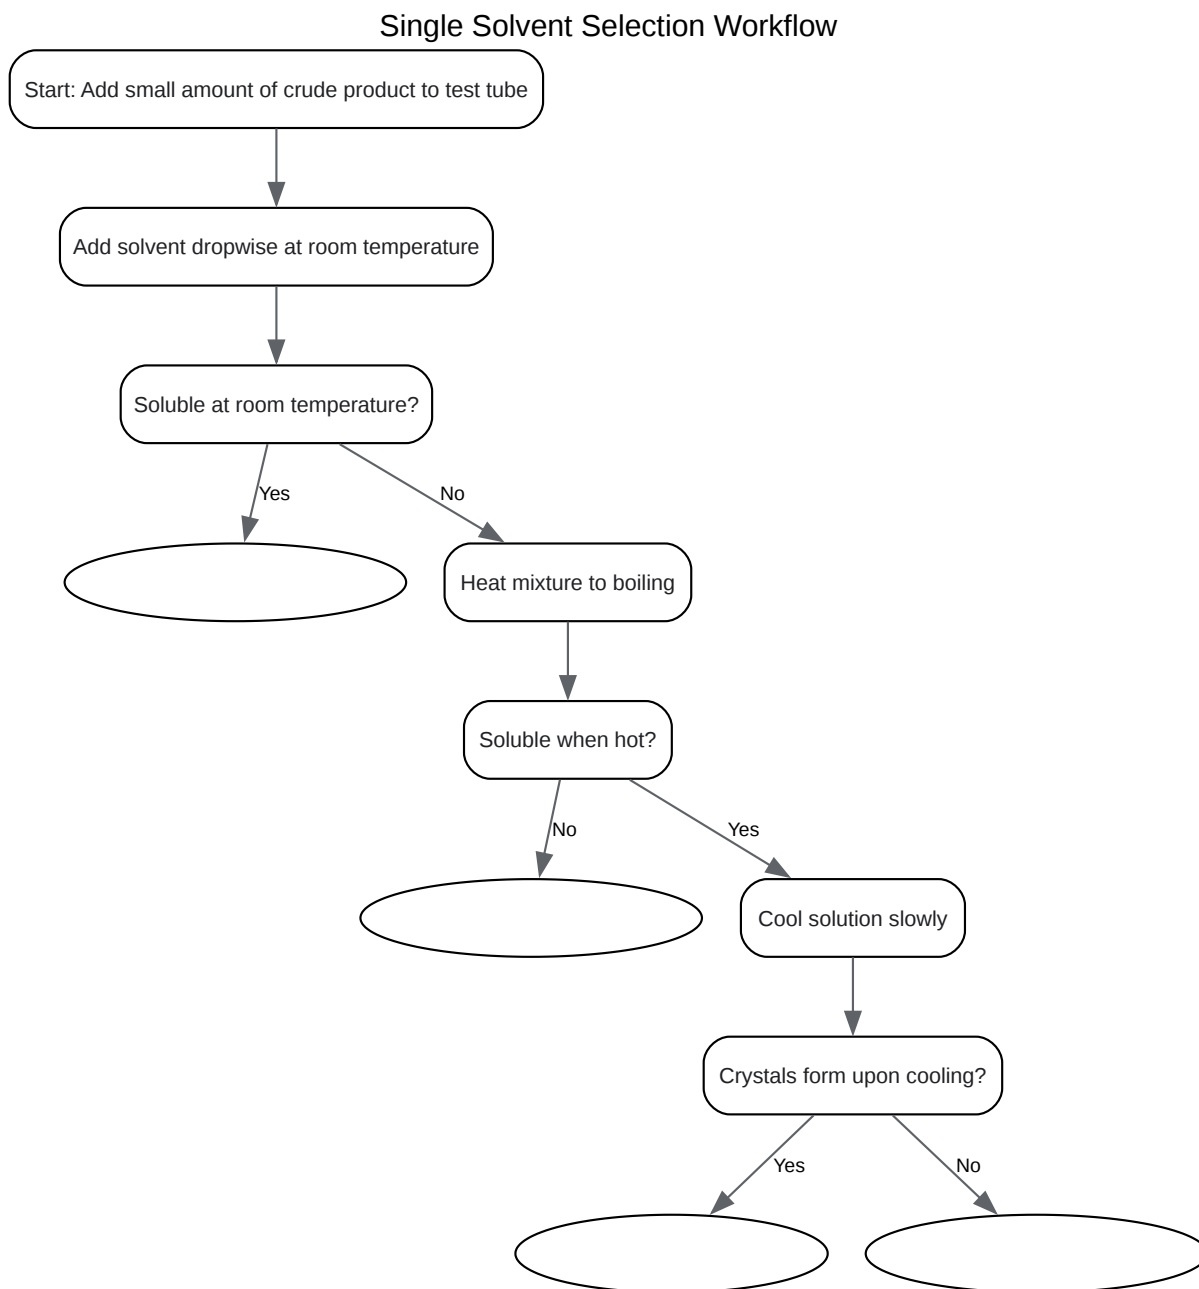 Single Solvent Selection Workflow
Start: Add small amount of crude product to test tube
Add solvent dropwise at room temperature
Soluble at room temperature?
Yes
No
Heat mixture to boiling
Soluble when hot?
No
Yes
Cool solution slowly
Crystals form upon cooling?
Yes
No